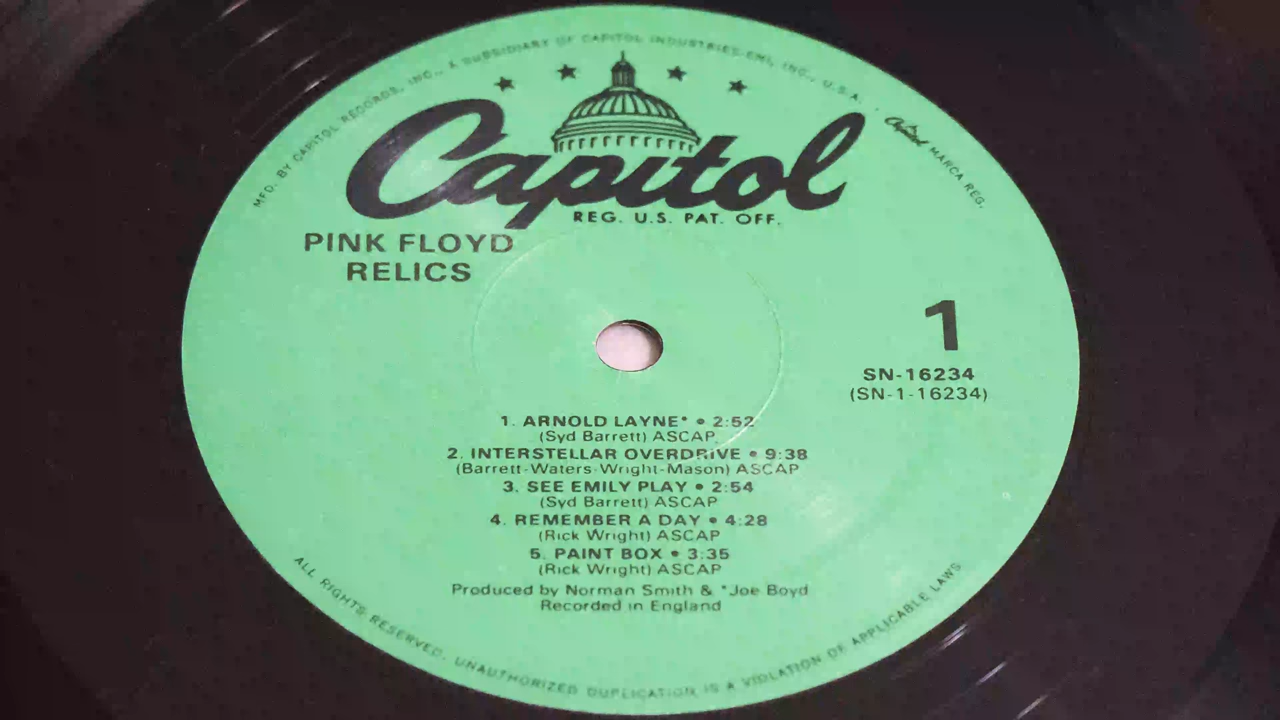 MFD. BY CAPITOL RECORDS, INC., A SUBSIDIARY OF CAPITOL INDUSTRIES-EMI, INC., U.S.A. • Capitol MARCA REG.
Capitol
REG. U.S. PAT. OFF.
PINK FLOYD
RELICS
1
SN-16234
(SN-1-16234)
1. ARNOLD LAYNE* • 2:52
(Syd Barrett) ASCAP
2. INTERSTELLAR OVERDRIVE • 9:38
(Barrett-Waters-Wright-Mason) ASCAP
3. SEE EMILY PLAY • 2:54
(Syd Barrett) ASCAP
4. REMEMBER A DAY • 4:28
(Rick Wright) ASCAP
5. PAINT BOX • 3:35
(Rick Wright) ASCAP
Produced by Norman Smith & *Joe Boyd
Recorded in England
ALL RIGHTS RESERVED. UNAUTHORIZED DUPLICATION IS A VIOLATION OF APPLICABLE LAWS